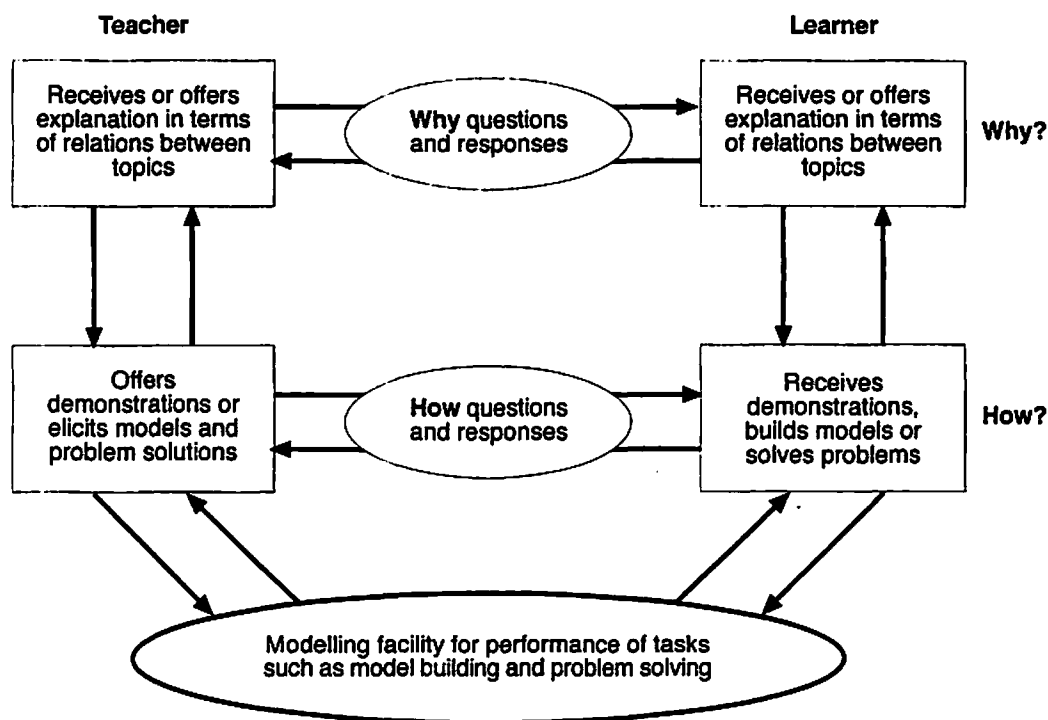 Teacher
Learner
Receives or offers
explanation in terms
of relations between
topics
Why questions
and responses
Receives or offers
explanation in terms
of relations between
topics
Why?
Offers
demonstrations or
elicits models and
problem solutions
How questions
and responses
Receives
demonstrations,
builds models or
solves problems
How?
Modelling facility for performance of tasks
such as model building and problem solving